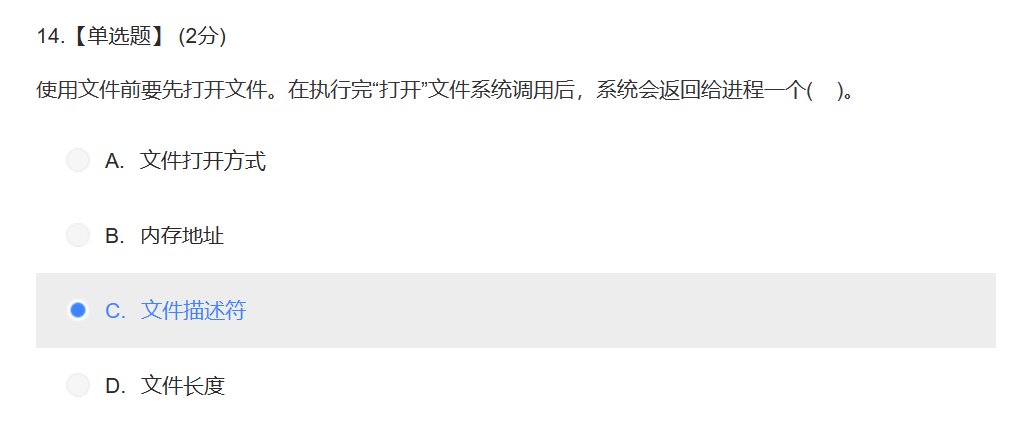 14.【单选题】 (2分)
使用文件前要先打开文件。在执行完“打开”文件系统调用后，系统会返回给进程一个( )。
A. 文件打开方式
B. 内存地址
C. 文件描述符
D. 文件长度